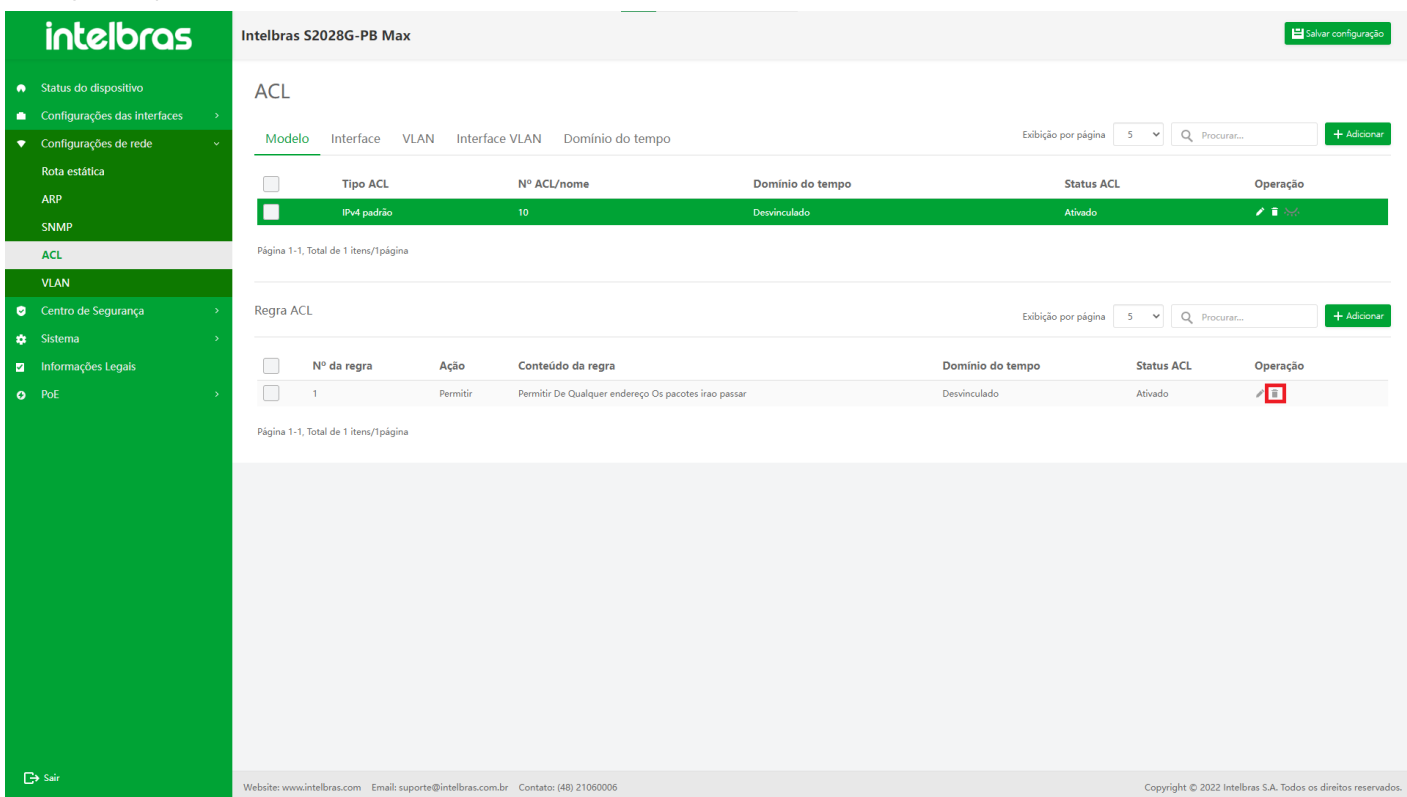 intelbras
Intelbras S2028G-PB Max
Salvar configuração
Status do dispositivo
Configurações das interfaces
Configurações de rede
Rota estática
ARP
SNMP
ACL
VLAN
Centro de Segurança
Sistema
Informações Legais
PoE
Sair
ACL
Modelo Interface VLAN Interface VLAN Domínio do tempo
Exibição por página 5 Procurar... + Adicionar
Tipo ACL Nº ACL/nome Domínio do tempo Status ACL Operação
IPv4 padrão 10 Desvinculado Ativado
Página 1-1, Total de 1 itens/1página
Regra ACL
Exibição por página 5 Procurar... + Adicionar
Nº da regra Ação Conteúdo da regra Domínio do tempo Status ACL Operação
1 Permitir Permitir De Qualquer endereço Os pacotes irao passar Desvinculado Ativado
Página 1-1, Total de 1 itens/1página
Website: www.intelbras.com Email: suporte@intelbras.com.br Contato: (48) 21060006
Copyright © 2022 Intelbras S.A. Todos os direitos reservados.